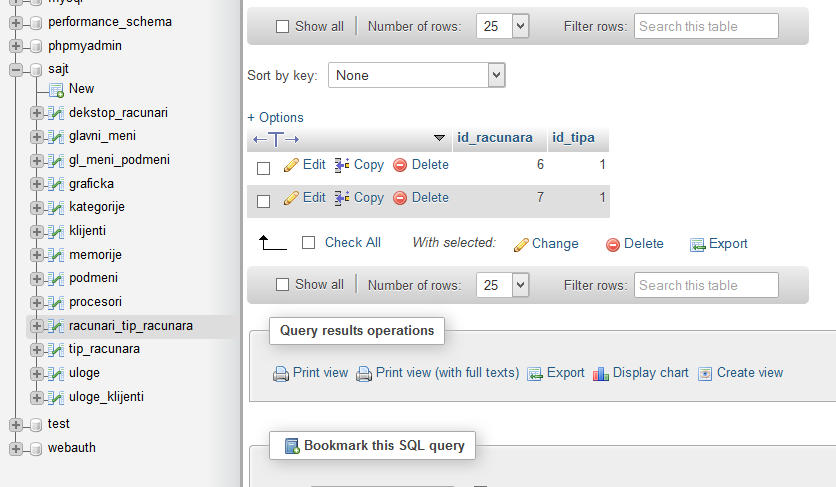 mysql
performance_schema
phpmyadmin
sajt
New
dekstop_racunari
glavni_meni
gl_meni_podmeni
graficka
kategorije
klijenti
memorije
podmeni
procesori
racunari_tip_racunara
tip_racunara
uloge
uloge_klijenti
test
webauth
Show all Number of rows: 25 Filter rows: Search this table
Sort by key: None
+ Options
←T→ id_racunara id_tipa
Edit Copy Delete 6 1
Edit Copy Delete 7 1
Check All With selected: Change Delete Export
Show all Number of rows: 25 Filter rows: Search this table
Query results operations
Print view Print view (with full texts) Export Display chart Create view
Bookmark this SQL query